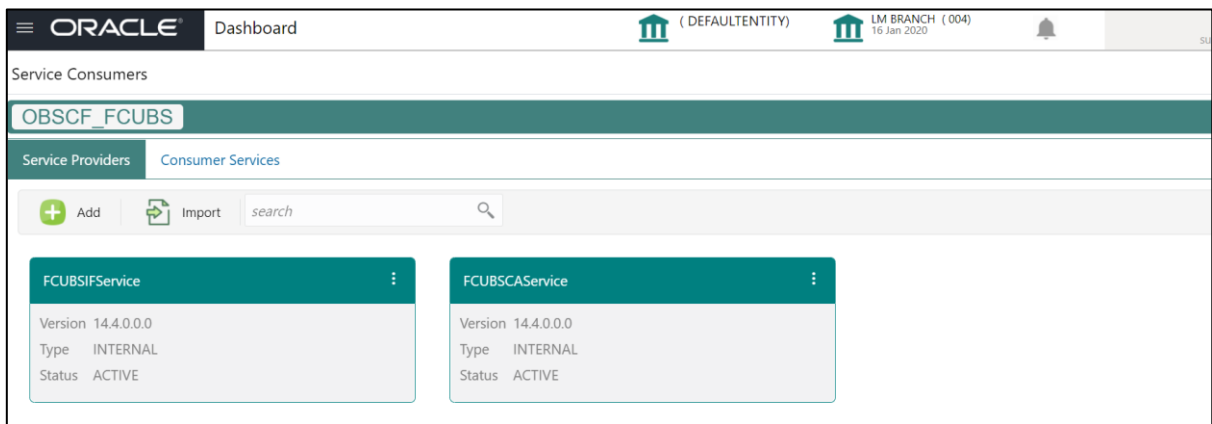 ORACLE® Dashboard ( DEFAULTENTITY) LM BRANCH ( 004)
16 Jan 2020
Service Consumers
OBSCF_FCUBS
Service Providers Consumer Services
Add Import search
FCUBSIFService FCUBSCAService
Version 14.4.0.0.0 Version 14.4.0.0.0
Type INTERNAL Type INTERNAL
Status ACTIVE Status ACTIVE